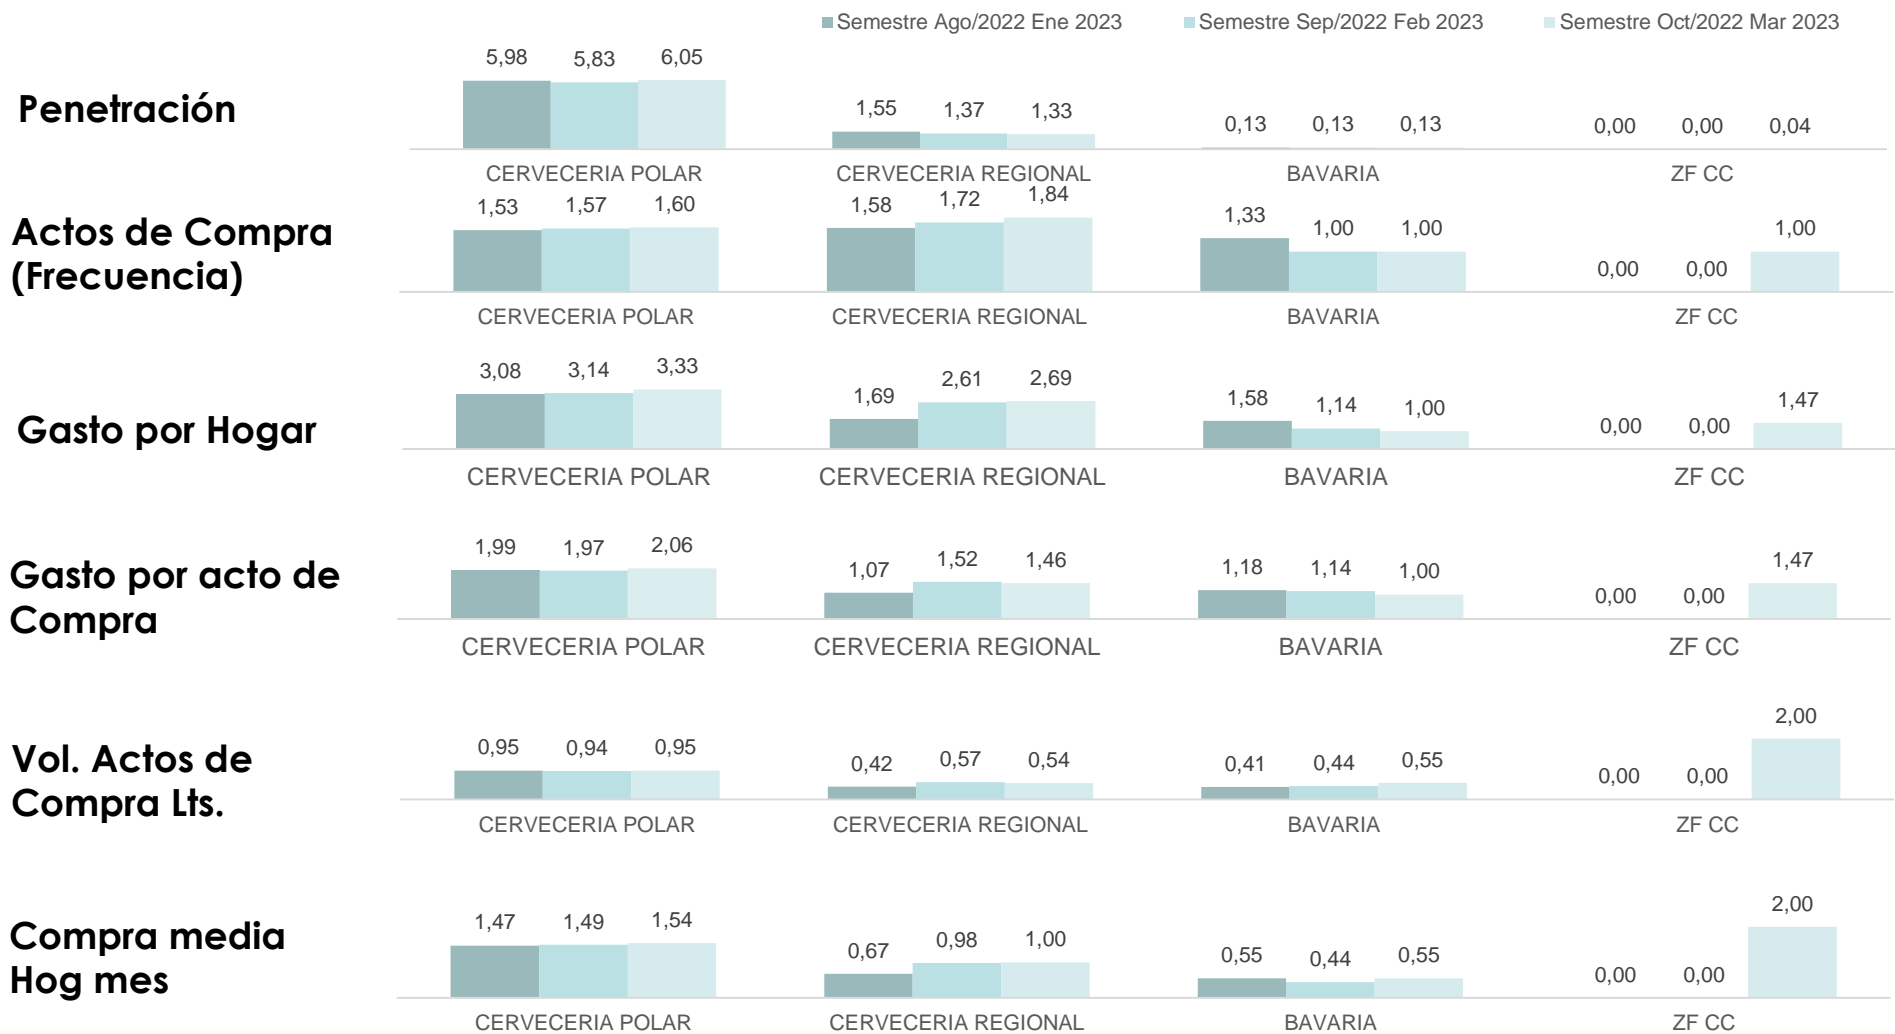 Semestre Ago/2022 Ene 2023 Semestre Sep/2022 Feb 2023 Semestre Oct/2022 Mar 2023
Penetración
5,98 5,83 6,05 1,55 1,37 1,33 0,13 0,13 0,13 0,00 0,00 0,04
CERVECERIA POLAR CERVECERIA REGIONAL BAVARIA ZF CC
Actos de Compra
(Frecuencia)
1,53 1,57 1,60 1,58 1,72 1,84 1,33 1,00 1,00 0,00 0,00 1,00
CERVECERIA POLAR CERVECERIA REGIONAL BAVARIA ZF CC
Gasto por Hogar
3,08 3,14 3,33 1,69 2,61 2,69 1,58 1,14 1,00 0,00 0,00 1,47
CERVECERIA POLAR CERVECERIA REGIONAL BAVARIA ZF CC
Gasto por acto de
Compra
1,99 1,97 2,06 1,07 1,52 1,46 1,18 1,14 1,00 0,00 0,00 1,47
CERVECERIA POLAR CERVECERIA REGIONAL BAVARIA ZF CC
Vol. Actos de
Compra Lts.
0,95 0,94 0,95 0,42 0,57 0,54 0,41 0,44 0,55 0,00 0,00 2,00
CERVECERIA POLAR CERVECERIA REGIONAL BAVARIA ZF CC
Compra media
Hog mes
1,47 1,49 1,54 0,67 0,98 1,00 0,55 0,44 0,55 0,00 0,00 2,00
CERVECERIA POLAR CERVECERIA REGIONAL BAVARIA ZF CC